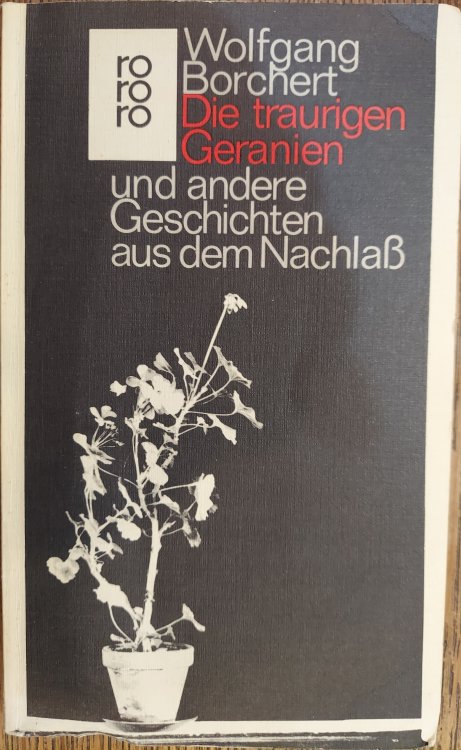 ro
ro
ro
Wolfgang
Borchert
Die traurigen
Geranien
und andere
Geschichten
aus dem Nachlaß